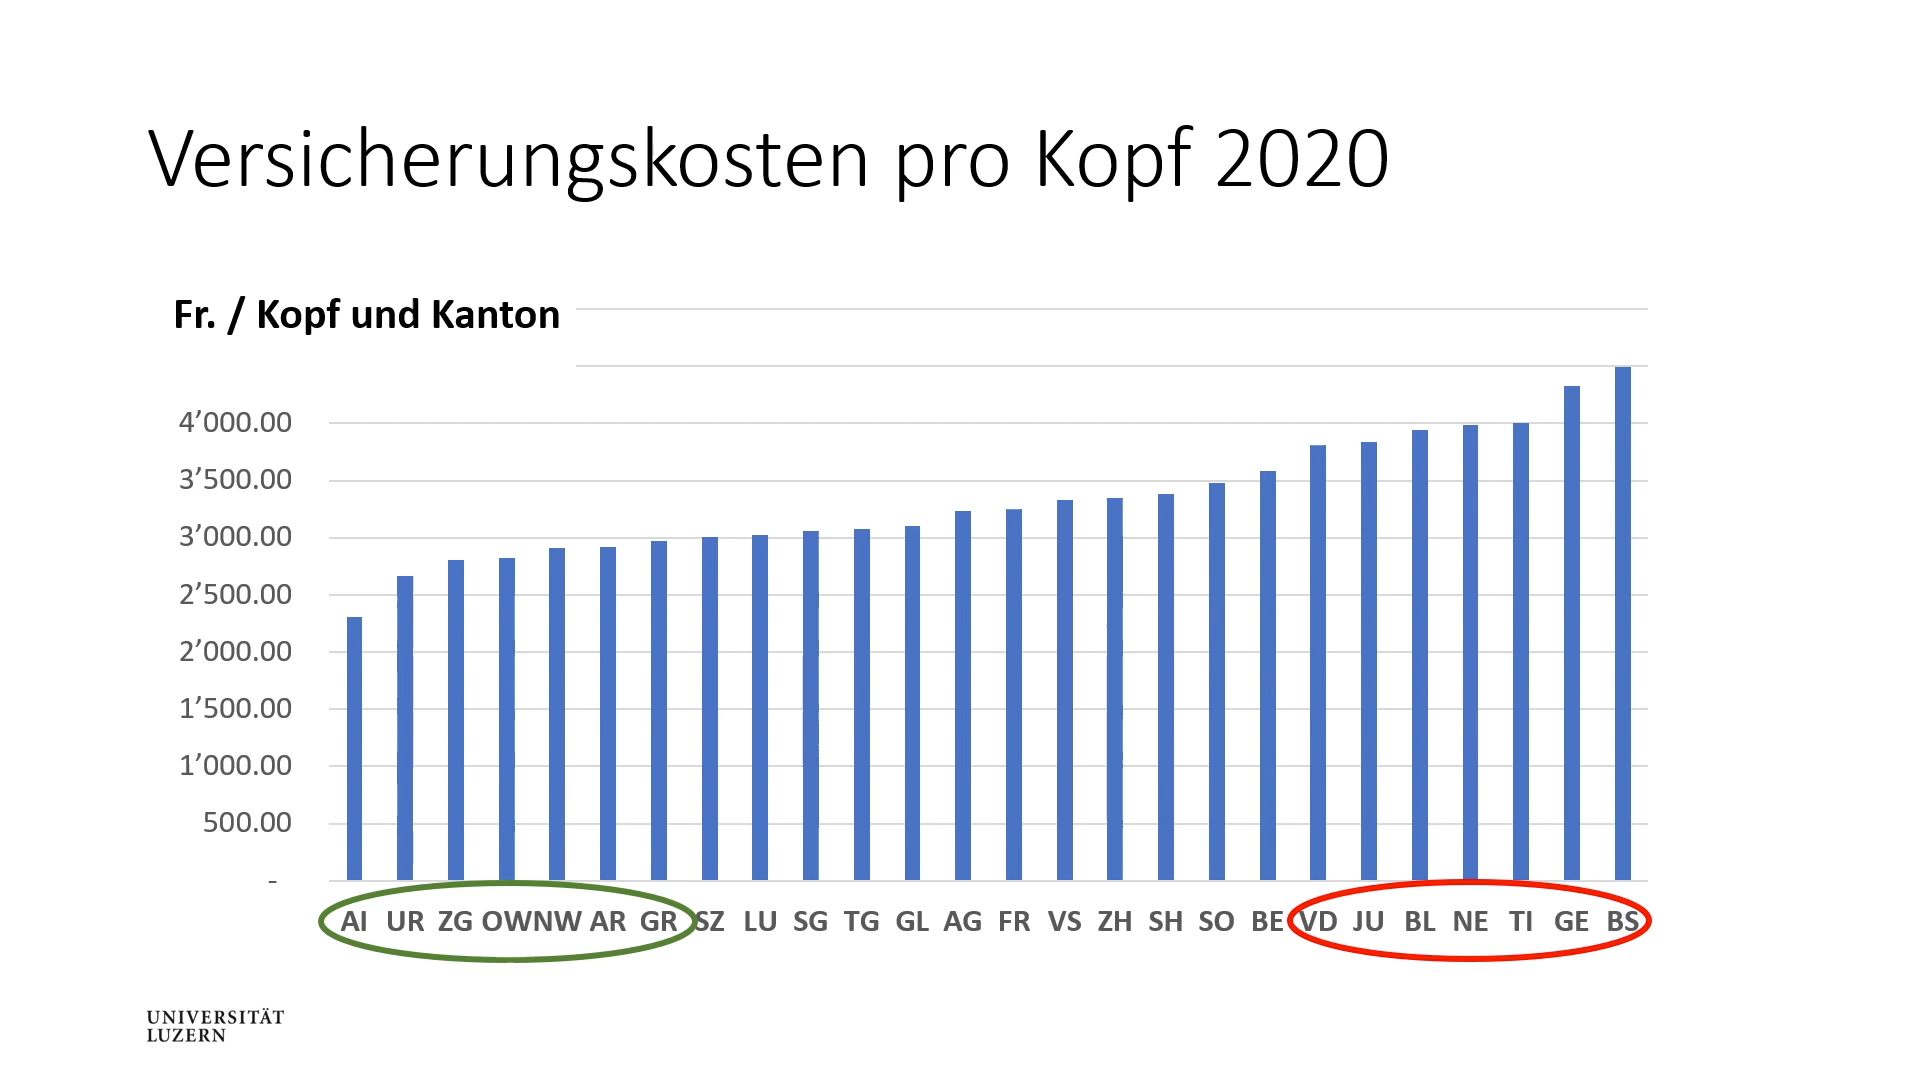 Versicherungskosten pro Kopf 2020
Fr. / Kopf und Kanton
4’000.00
3’500.00
3’000.00
2’500.00
2’000.00
1’500.00
1’000.00
500.00
-
AI UR ZG OW NW AR GR SZ LU SG TG GL AG FR VS ZH SH SO BE VD JU BL NE TI GE BS
UNIVERSITÄT
LUZERN